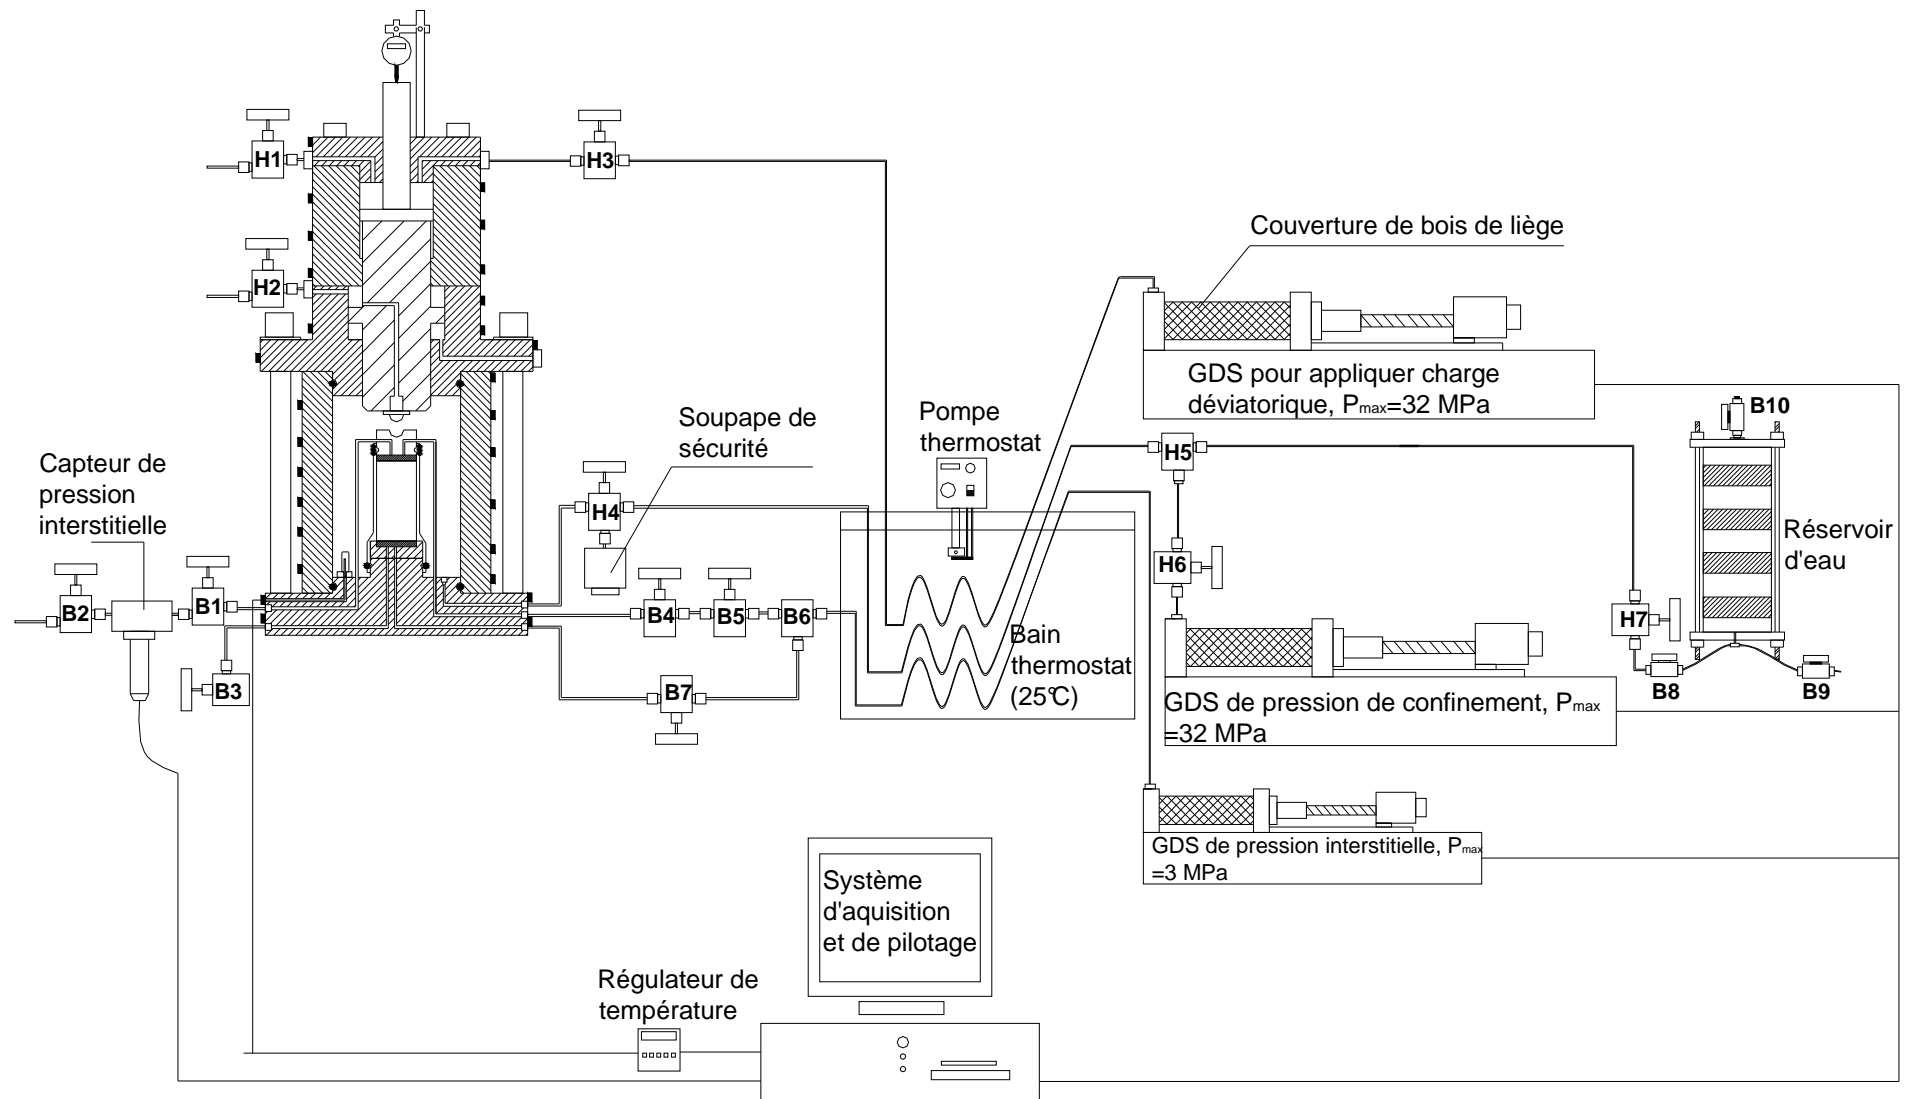 H1
H3
H2
Couverture de bois de liège
GDS pour appliquer charge
déviatorique, Pmax=32 MPa
B10
Pompe
thermostat
Soupape de
sécurité
H5
Capteur de
pression
interstitielle
H4
Réservoir
d'eau
H6
B2
B1
B4
B5
B6
H7
Bain
thermostat
(25°C)
B3
B7
B8
B9
GDS de pression de confinement, Pmax
=32 MPa
GDS de pression interstitielle, Pmax
=3 MPa
Système
d'aquisition
et de pilotage
Régulateur de
température